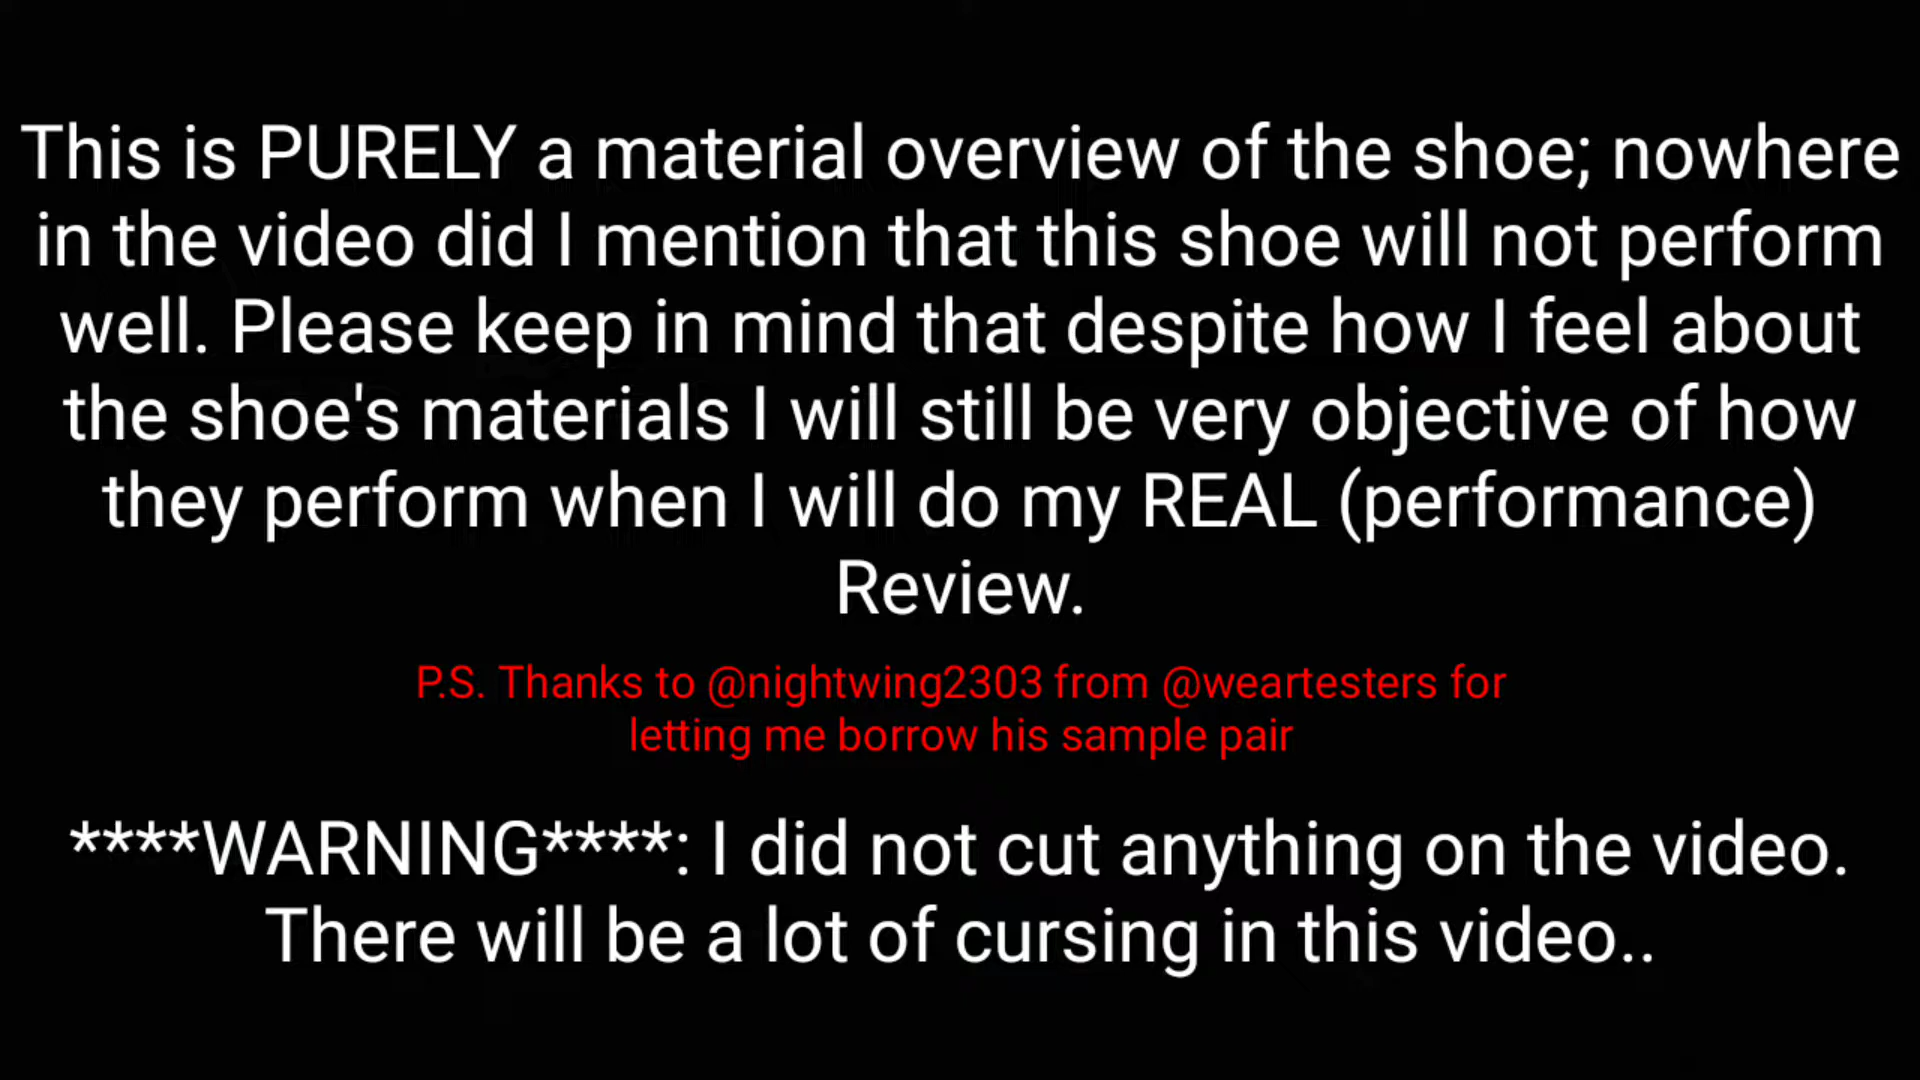 This is PURELY a material overview of the shoe; nowhere
in the video did I mention that this shoe will not perform
well. Please keep in mind that despite how I feel about
the shoe's materials I will still be very objective of how
they perform when I will do my REAL (performance)
Review.
P.S. Thanks to @nightwing2303 from @weartesters for
letting me borrow his sample pair
****WARNING****: I did not cut anything on the video.
There will be a lot of cursing in this video..